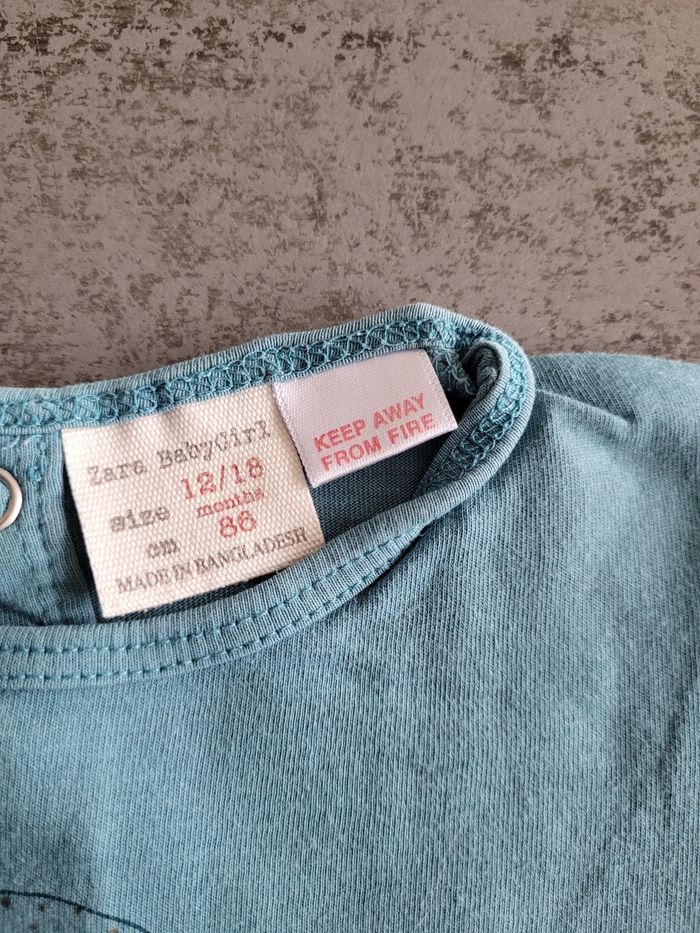 Zara BabyGirl
size 12/18
months
cm 86
MADE IN BANGLADESH
KEEP AWAY
FROM FIRE